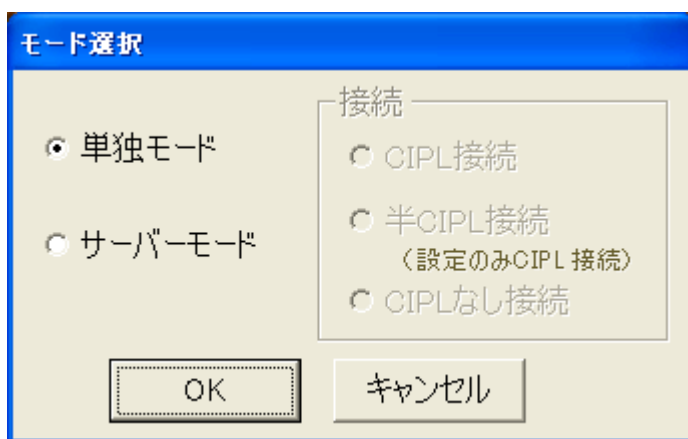 モード選択
接続
単独モード
CIPL接続
半CIPL接続
サーバーモード
(設定のみCIPL接続)
CIPLなし接続
OK
キャンセル